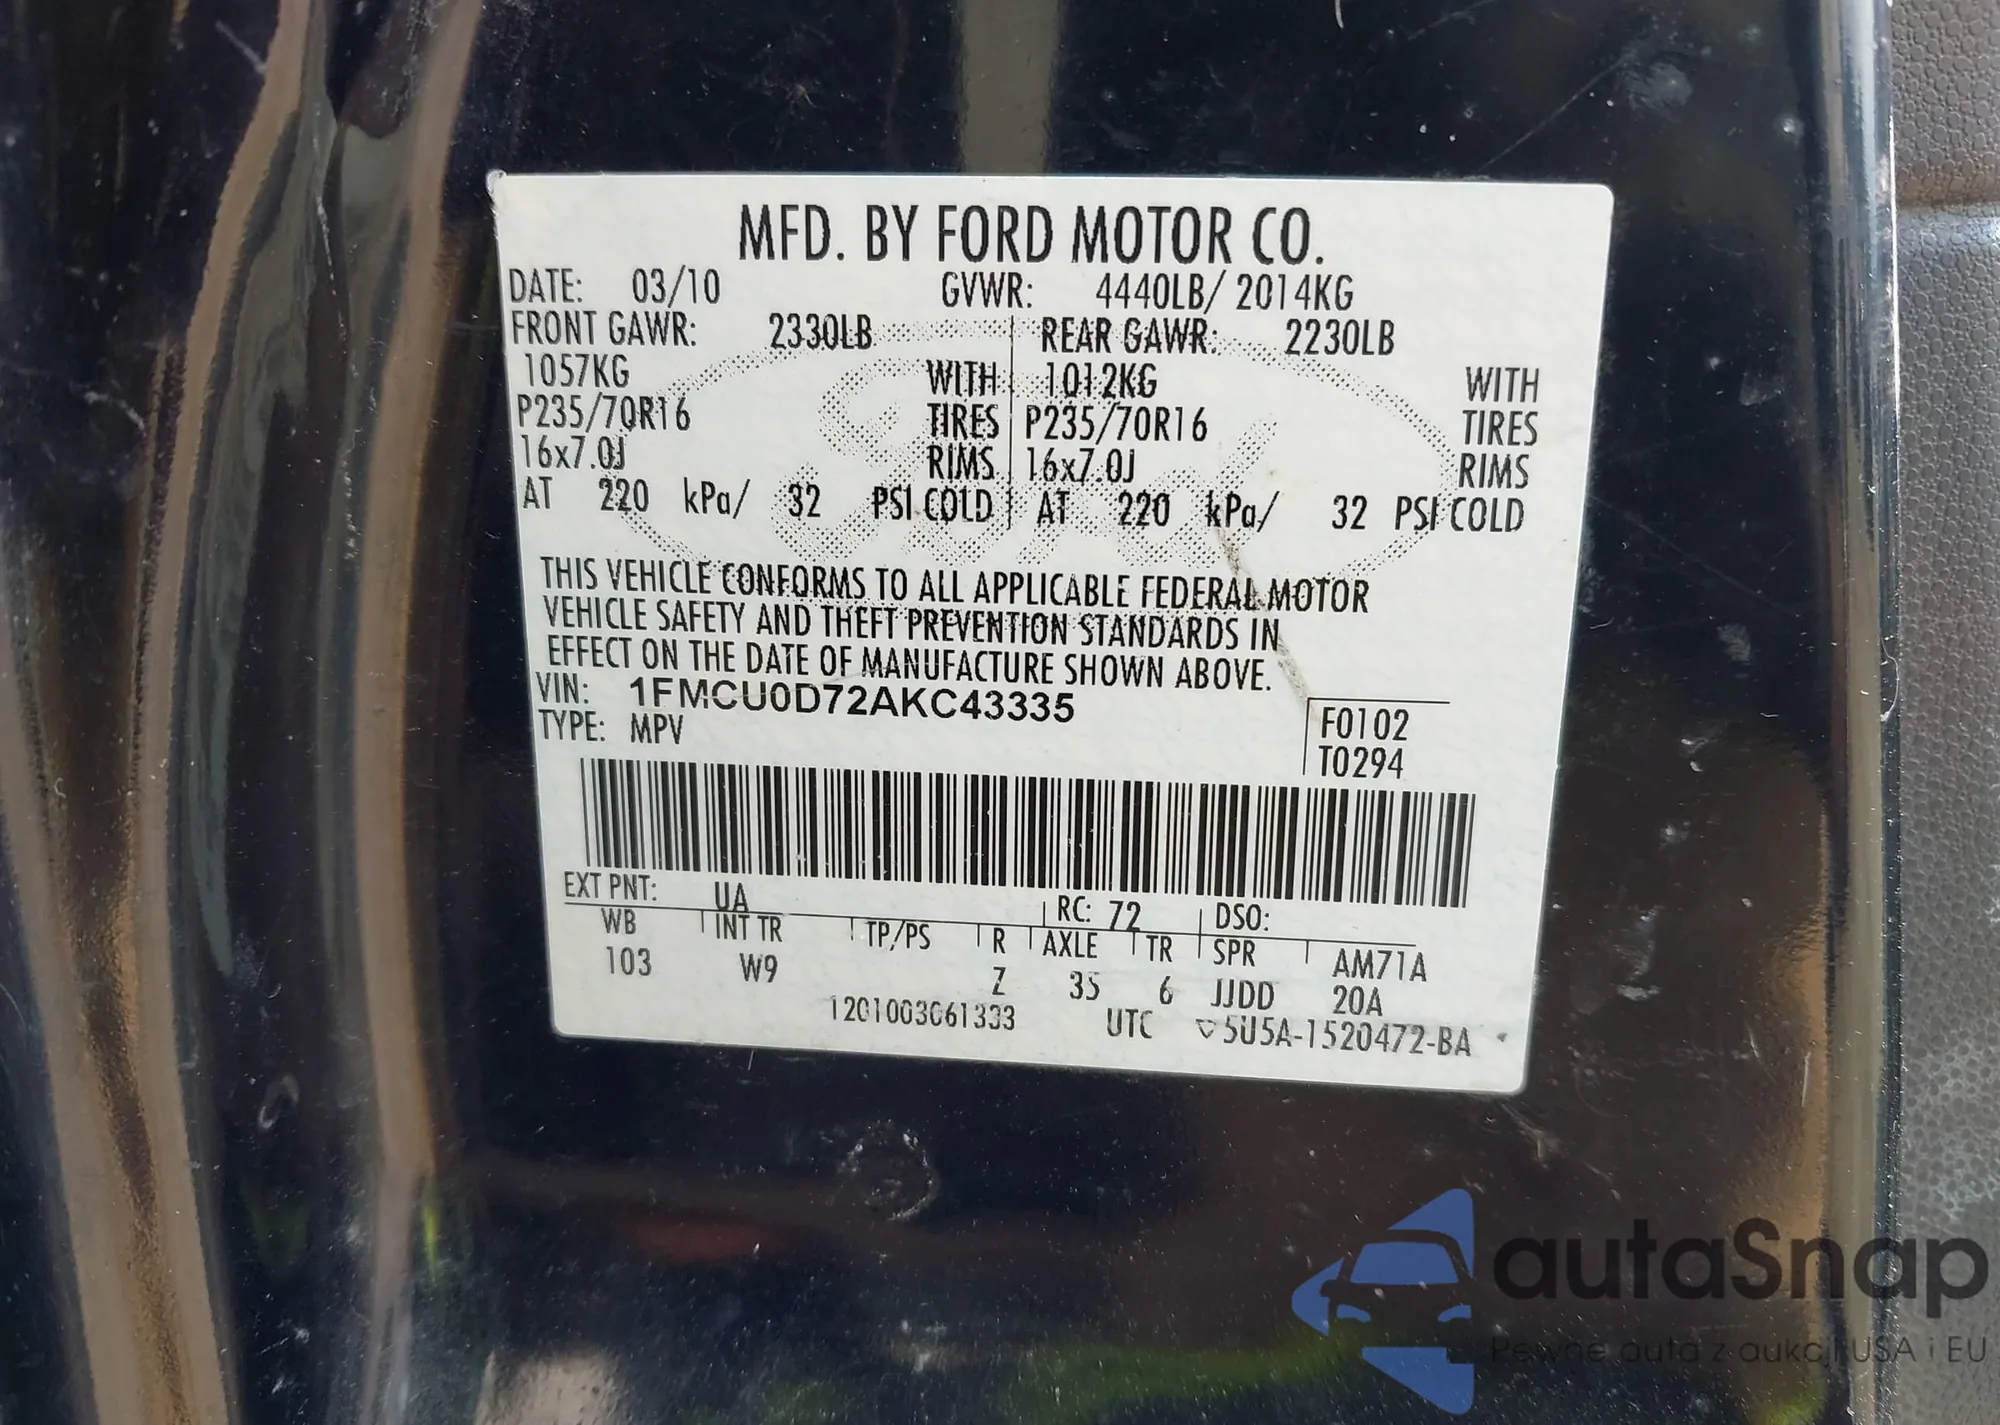 MFD. BY FORD MOTOR CO.
DATE: 03/10 GVWR: 4440LB/ 2014KG
FRONT GAWR: 2330LB REAR GAWR: 2230LB
1057KG WITH 1012KG WITH
P235/70R16 TIRES P235/70R16 TIRES
16x7.0J RIMS 16x7.0J RIMS
AT 220 kPa/ 32 PSI COLD AT 220 kPa/ 32 PSI COLD
THIS VEHICLE CONFORMS TO ALL APPLICABLE FEDERAL MOTOR
VEHICLE SAFETY AND THEFT PREVENTION STANDARDS IN
EFFECT ON THE DATE OF MANUFACTURE SHOWN ABOVE.
VIN: 1FMCU0D72AKC43335
TYPE: MPV
F0102
T0294
EXT PNT: UA RC: 72 DSO:
WB INT TR TP/PS R AXLE TR SPR AM71A
103 W9 Z 35 6 JJDD 20A
1201003061333 UTC 5U5A-1520472-BA
Ford
autaSnap
Pewne auta z aukcji USA i EU